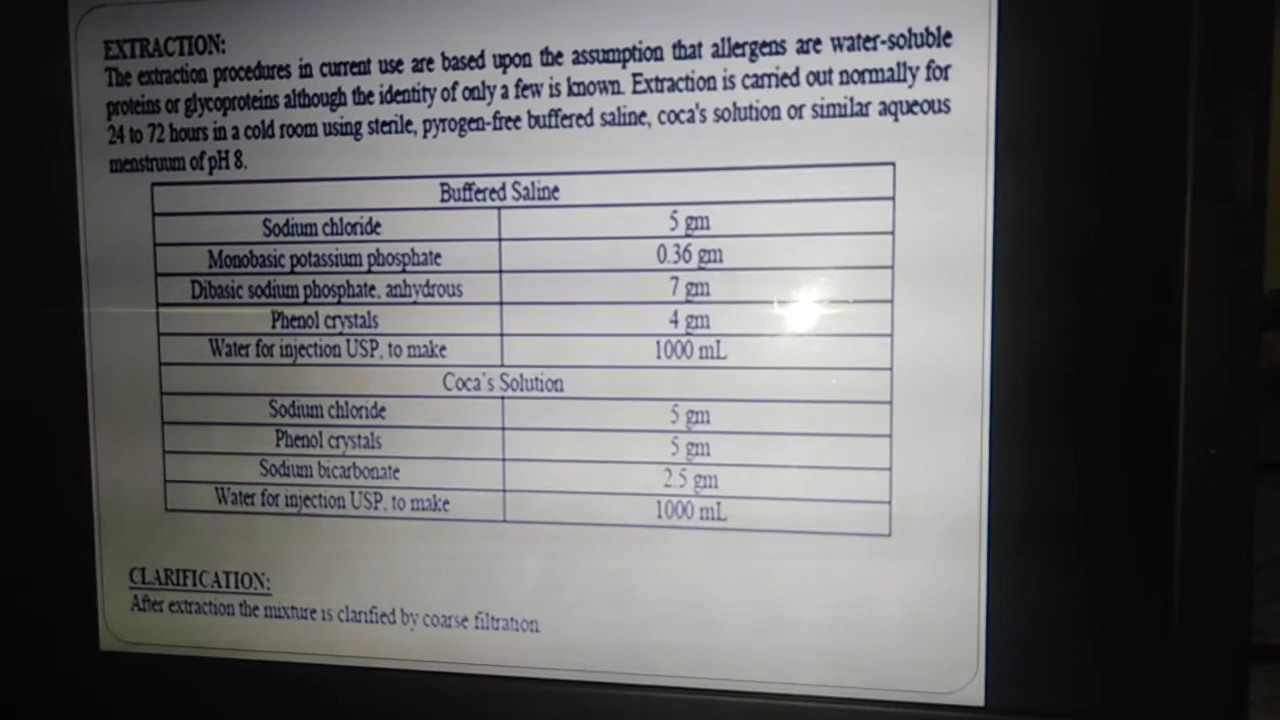 EXTRACTION:
The extraction procedures in current use are based upon the assumption that allergens are water-soluble
proteins or glycoproteins although the identity of only a few is known. Extraction is carried out normally for
24 to 72 hours in a cold room using sterile, pyrogen-free buffered saline, coca's solution or similar aqueous
menstruum of pH 8.
Buffered Saline
Sodium chloride 5 gm
Monobasic potassium phosphate 0.36 gm
Dibasic sodium phosphate, anhydrous 7 gm
Phenol crystals 4 gm
Water for injection USP, to make 1000 mL
Coca's Solution
Sodium chloride 5 gm
Phenol crystals 5 gm
Sodium bicarbonate 2.5 gm
Water for injection USP, to make 1000 mL
CLARIFICATION:
After extraction the mixture is clarified by coarse filtration